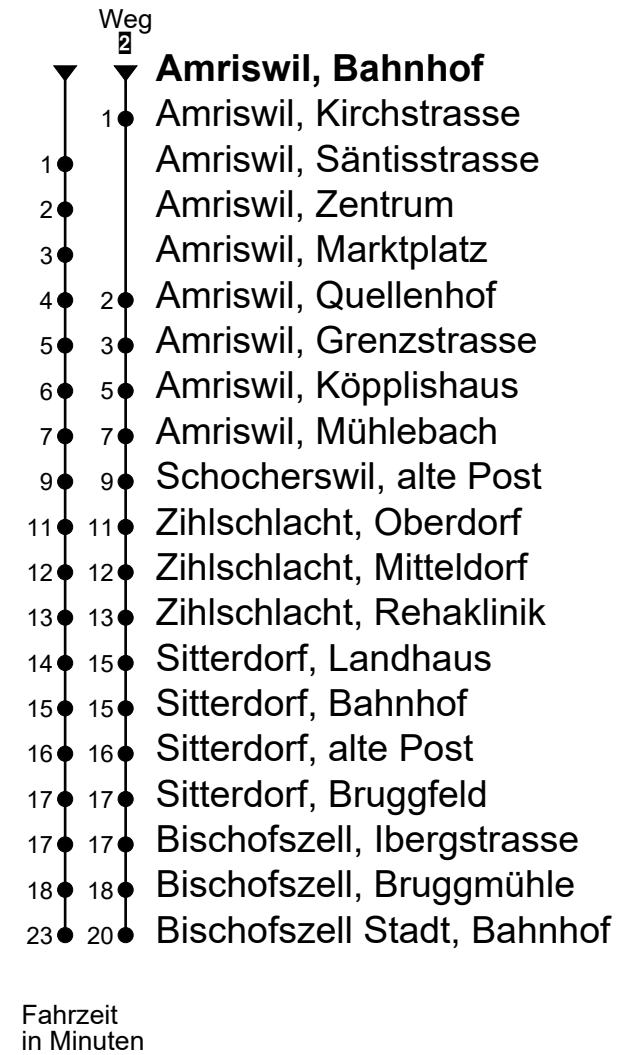 Weg
2
Amriswil, Bahnhof
1 Amriswil, Kirchstrasse
1 Amriswil, Säntisstrasse
2 Amriswil, Zentrum
3 Amriswil, Marktplatz
4 2 Amriswil, Quellenhof
5 3 Amriswil, Grenzstrasse
6 5 Amriswil, Köpplishaus
7 7 Amriswil, Mühlebach
9 9 Schocherswil, alte Post
11 11 Zihlschlacht, Oberdorf
12 12 Zihlschlacht, Mitteldorf
13 13 Zihlschlacht, Rehaklinik
14 15 Sitterdorf, Landhaus
15 15 Sitterdorf, Bahnhof
16 16 Sitterdorf, alte Post
17 17 Sitterdorf, Bruggfeld
17 17 Bischofszell, Ibergstrasse
18 18 Bischofszell, Bruggmühle
23 20 Bischofszell Stadt, Bahnhof
Fahrzeit
in Minuten